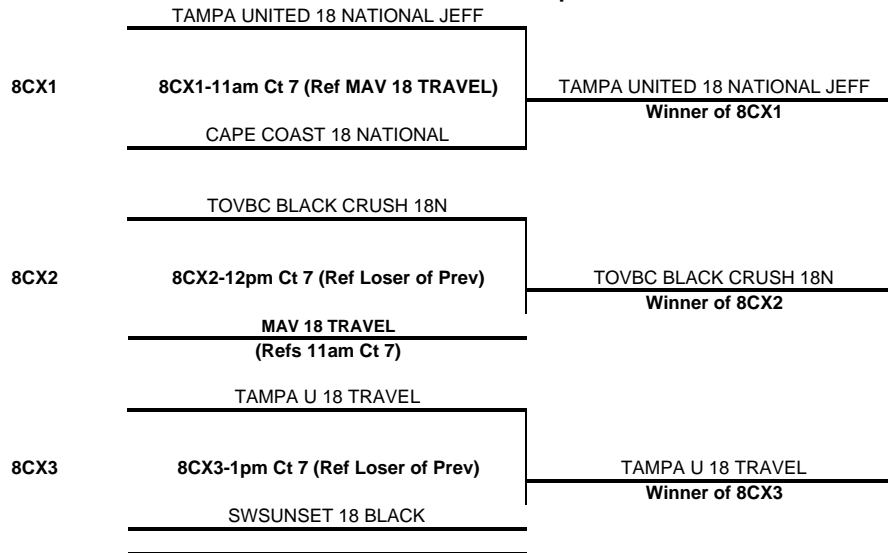 TAMPA UNITED 18 NATIONAL JEFF
8CX1 8CX1-11am Ct 7 (Ref MAV 18 TRAVEL) TAMPA UNITED 18 NATIONAL JEFF
Winner of 8CX1
CAPE COAST 18 NATIONAL
TOVBC BLACK CRUSH 18N
8CX2 8CX2-12pm Ct 7 (Ref Loser of Prev) TOVBC BLACK CRUSH 18N
Winner of 8CX2
MAV 18 TRAVEL
(Refs 11am Ct 7)
TAMPA U 18 TRAVEL
8CX3 8CX3-1pm Ct 7 (Ref Loser of Prev) TAMPA U 18 TRAVEL
Winner of 8CX3
SWSUNSET 18 BLACK